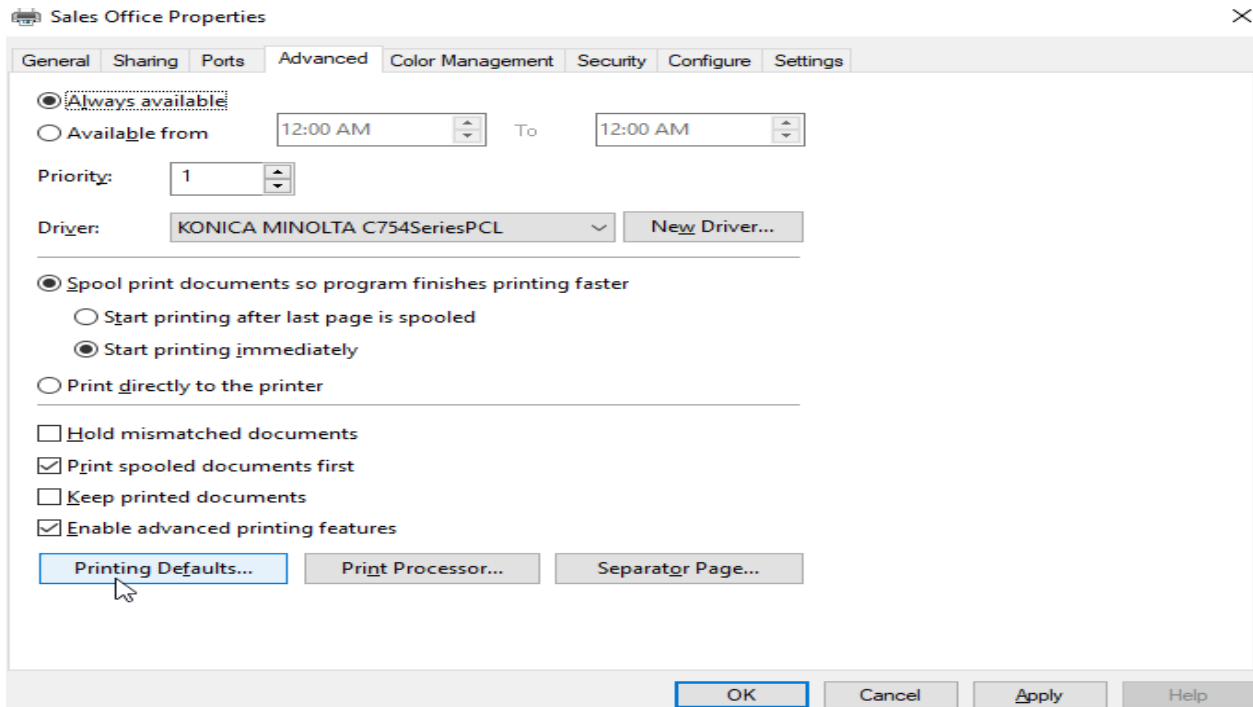 Sales Office Properties
General Sharing Ports Advanced Color Management Security Configure Settings
Always available
Available from 12:00 AM To 12:00 AM
Priority: 1
Driver: KONICA MINOLTA C754SeriesPCL New Driver...
Spool print documents so program finishes printing faster
Start printing after last page is spooled
Start printing immediately
Print directly to the printer
Hold mismatched documents
Print spooled documents first
Keep printed documents
Enable advanced printing features
Printing Defaults... Print Processor... Separator Page...
OK Cancel Apply Help